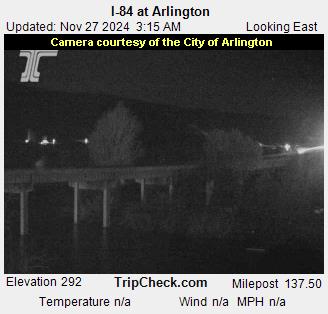 I-84 at Arlington
Updated: Nov 27 2024 3:15 AM Looking East
Camera courtesy of the City of Arlington
Elevation 292 TripCheck.com Milepost 137.50
Temperature n/a Wind n/a MPH n/a